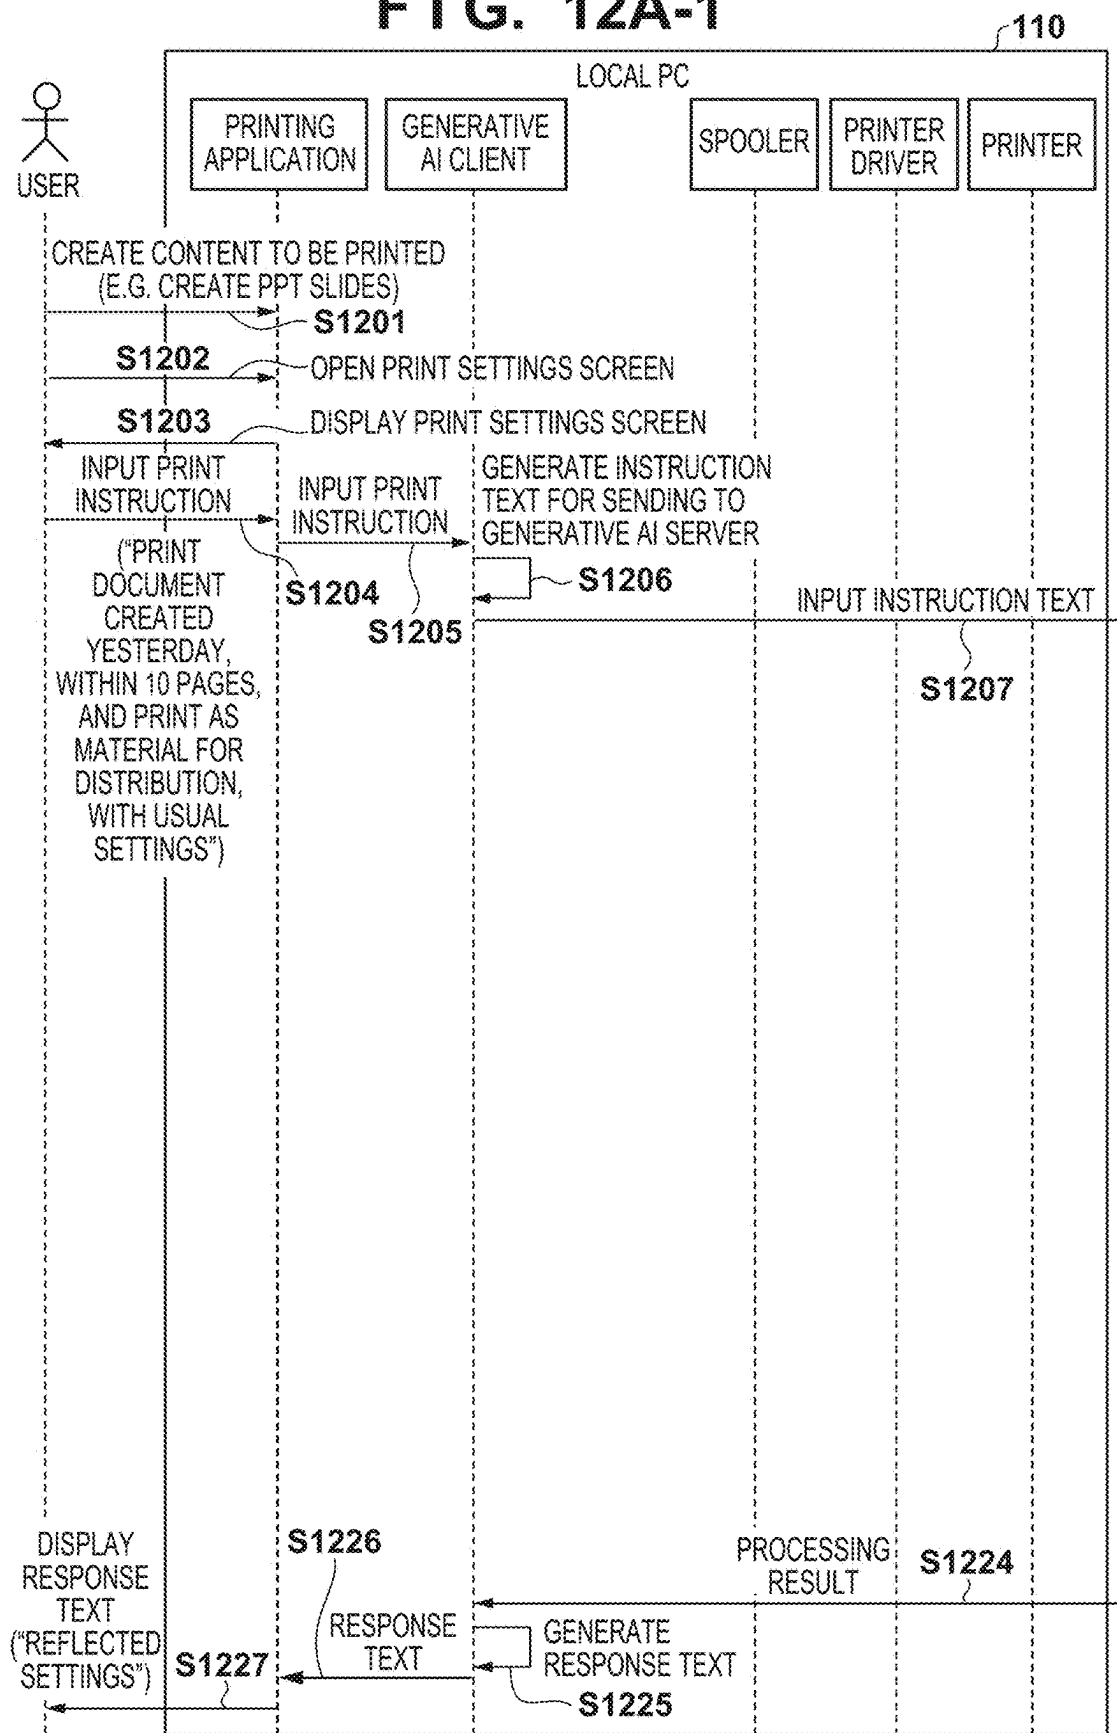 FIG. 12A-1
110
LOCAL PC
USER
PRINTING
APPLICATION
GENERATIVE
AI CLIENT
SPOOLER
PRINTER
DRIVER
PRINTER
CREATE CONTENT TO BE PRINTED
(E.G. CREATE PPT SLIDES)
S1201
S1202
OPEN PRINT SETTINGS SCREEN
S1203
DISPLAY PRINT SETTINGS SCREEN
INPUT PRINT
INSTRUCTION
("PRINT
DOCUMENT
CREATED
YESTERDAY,
WITHIN 10 PAGES,
AND PRINT AS
MATERIAL FOR
DISTRIBUTION,
WITH USUAL
SETTINGS")
S1204
INPUT PRINT
INSTRUCTION
S1205
GENERATE INSTRUCTION
TEXT FOR SENDING TO
GENERATIVE AI SERVER
S1206
INPUT INSTRUCTION TEXT
S1207
PROCESSING
RESULT
S1224
GENERATE
RESPONSE TEXT
S1225
S1226
RESPONSE
TEXT
DISPLAY
RESPONSE
TEXT
("REFLECTED
SETTINGS")
S1227